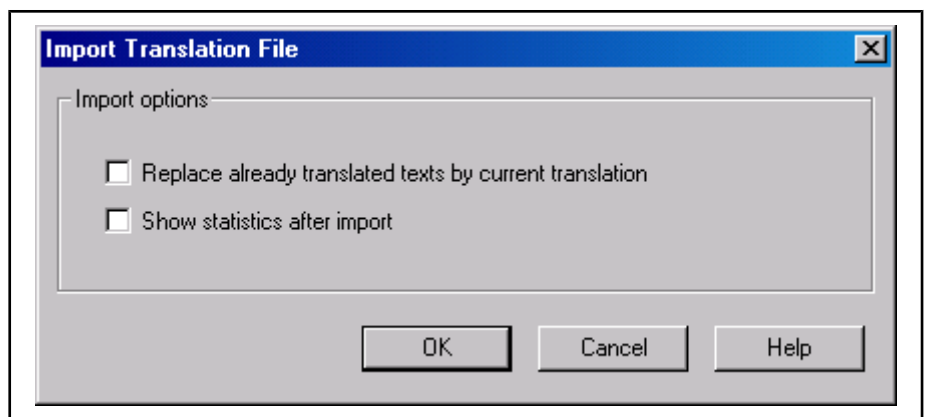 Import Translation File
Import options
Replace already translated texts by current translation
Show statistics after import
OK Cancel Help